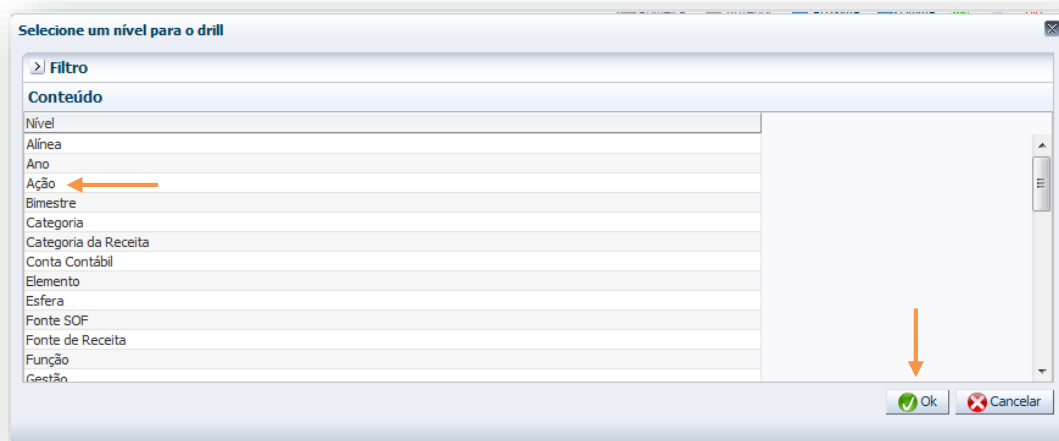 Selecione um nível para o drill
Filtro
Conteúdo
Nível
Alínea
Ano
Ação
Bimestre
Categoria
Categoria da Receita
Conta Contábil
Elemento
Esfera
Fonte SOF
Fonte de Receita
Função
Gestão
Ok Cancelar